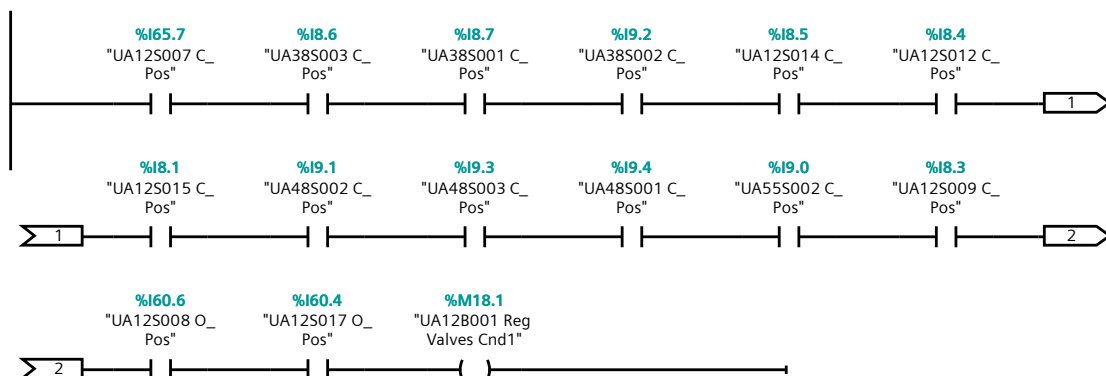 %I65.7 %I8.6 %I8.7 %I9.2 %I8.5 %I8.4
"UA12S007 C_ "UA38S003 C_ "UA38S001 C_ "UA38S002 C_ "UA12S014 C_ "UA12S012 C_
Pos" Pos" Pos" Pos" Pos" Pos"
1
%I8.1 %I9.1 %I9.3 %I9.4 %I9.0 %I8.3
"UA12S015 C_ "UA48S002 C_ "UA48S003 C_ "UA48S001 C_ "UA55S002 C_ "UA12S009 C_
Pos" Pos" Pos" Pos" Pos" Pos"
1 2
%I60.6 %I60.4 %M18.1
"UA12S008 O_ "UA12S017 O_ "UA12B001 Reg
Pos" Pos" Valves Cnd1"
2